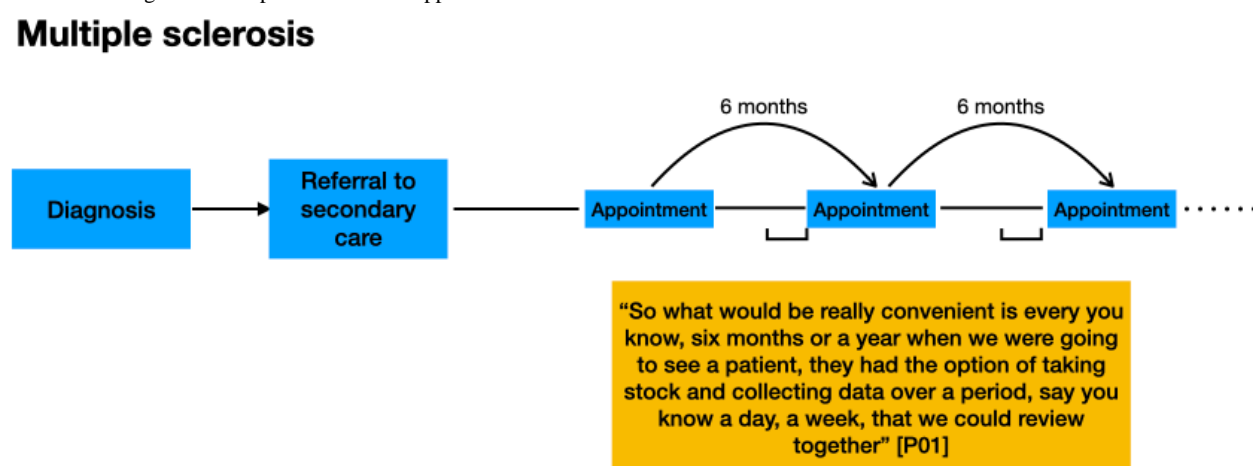 Multiple sclerosis
6 months
6 months
Diagnosis
Referral to
secondary
care
Appointment
Appointment
Appointment
“So what would be really convenient is every you
know, six months or a year when we were going
to see a patient, they had the option of taking
stock and collecting data over a period, say you
know a day, a week, that we could review
together” [P01]